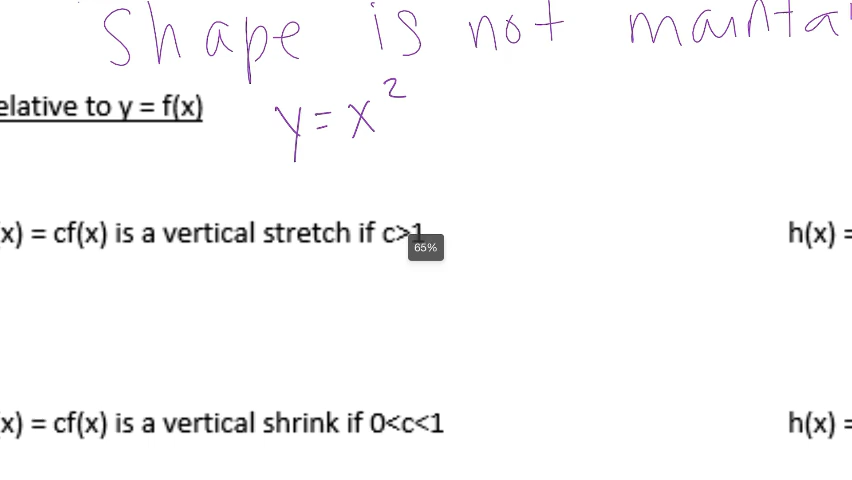 Shape is not
elative to y = f(x) y = x²
x) = cf(x) is a vertical stretch if c>1 h(x) =
65%
x) = cf(x) is a vertical shrink if 0<c<1 h(x) =